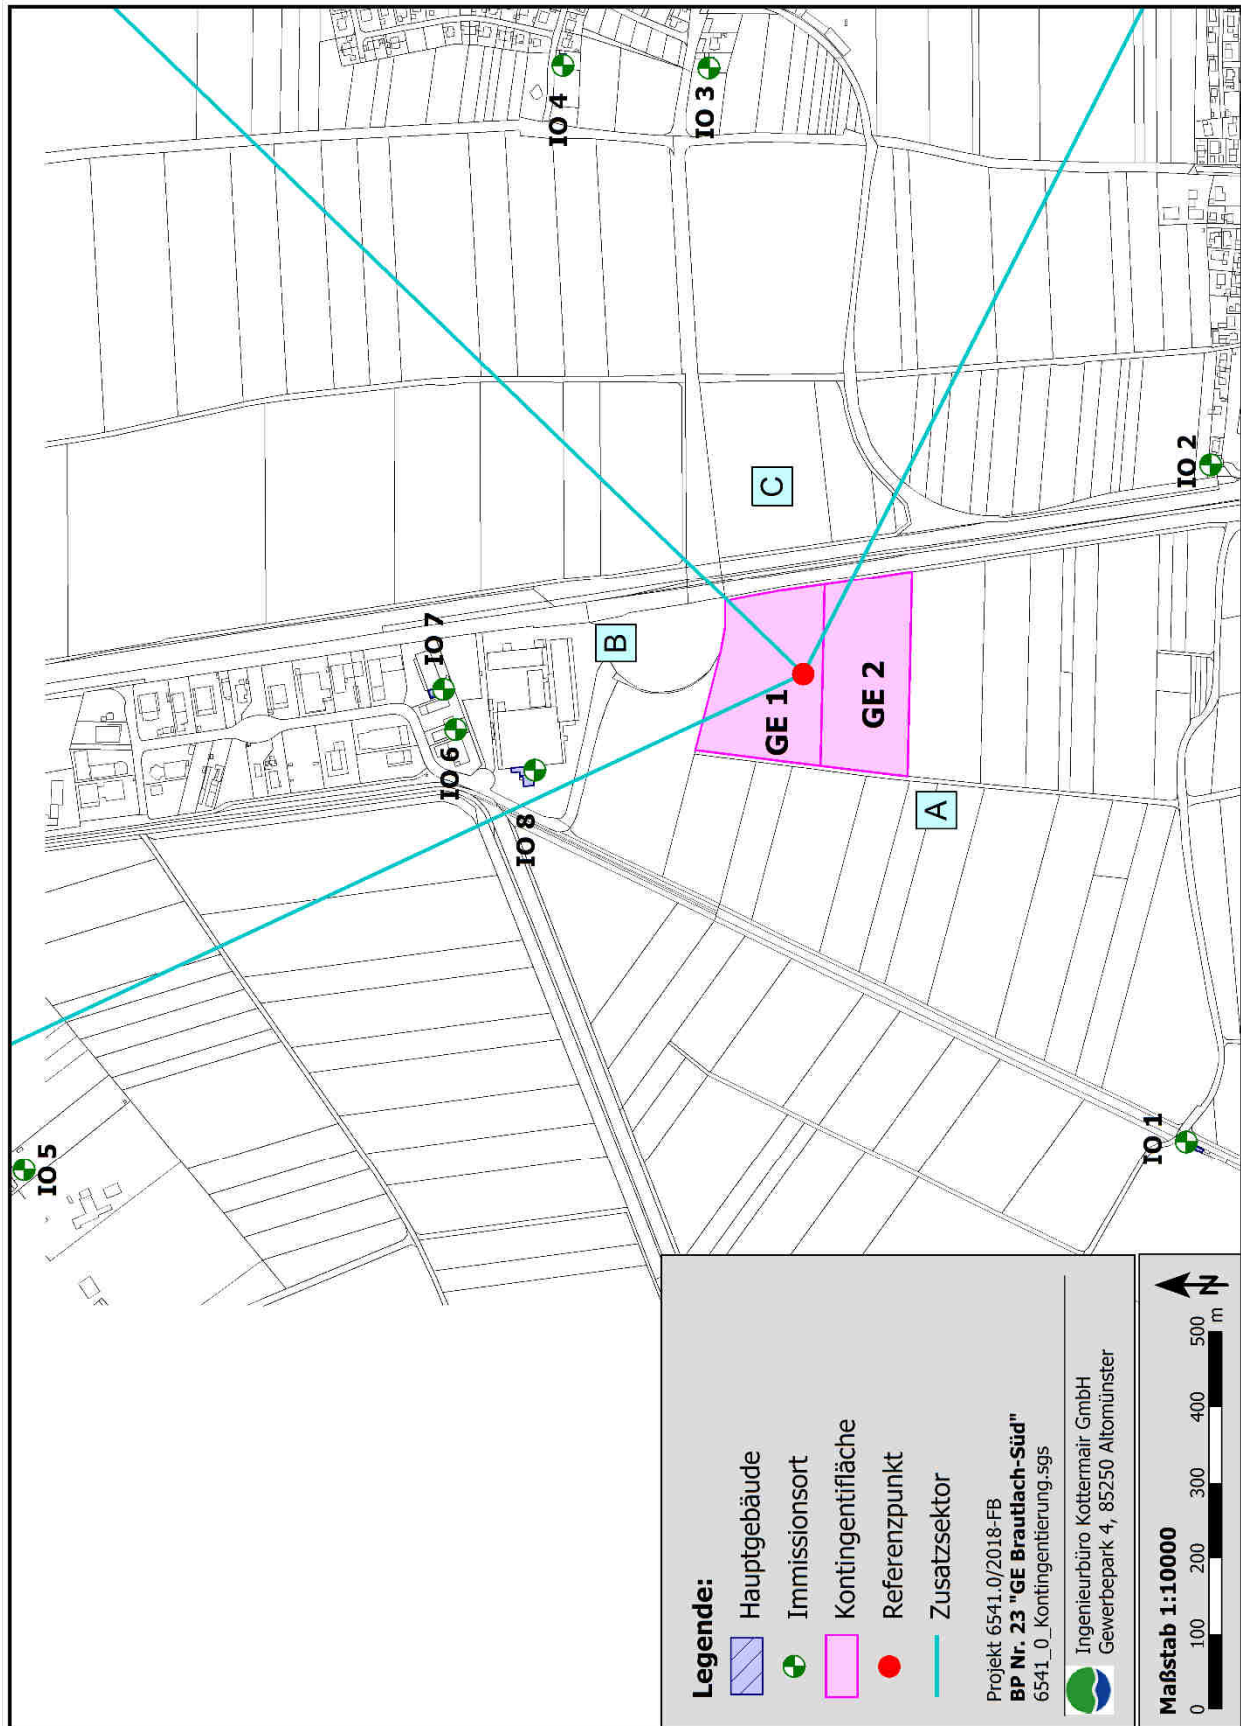 IO 5
IO 4
IO 3
IO 7
IO 6
IO 8
B
C
GE 1
GE 2
A
IO 2
IO 1
Legende:
Hauptgebäude
Immissionsort
Kontingentifläche
Referenzpunkt
Zusatzsektor
Projekt 6541.0/2018-FB
BP Nr. 23 "GE Brautlach-Süd"
6541_0_Kontingentierung.sgs
Ingenieurbüro Kottermair GmbH
Gewerbepark 4, 85250 Altomünster
Maßstab 1:10000
0 100 200 300 400 500
m
N